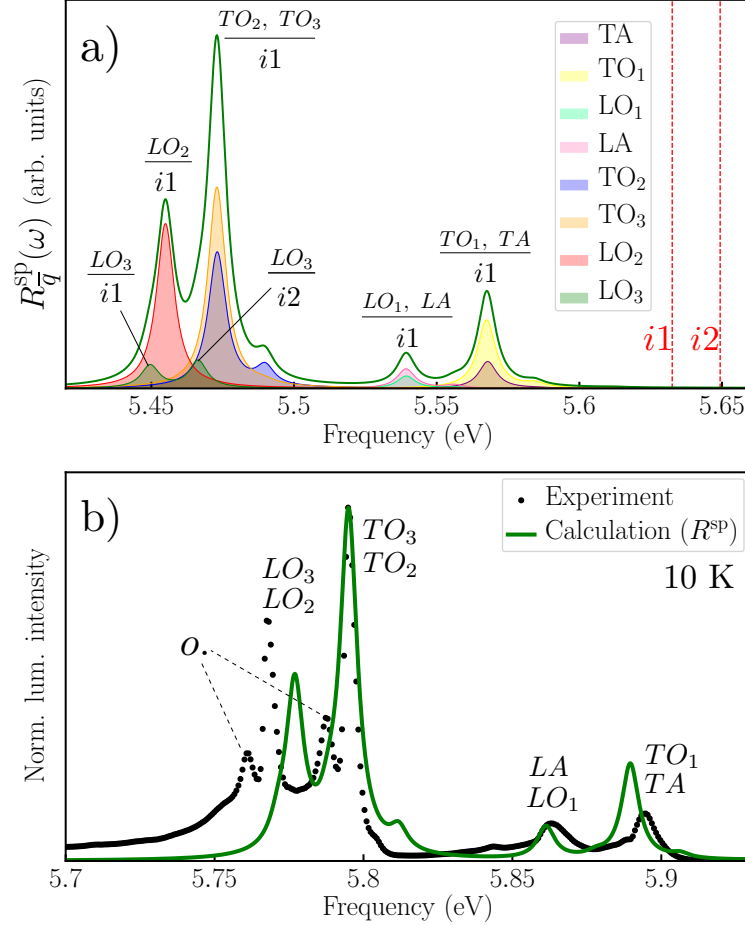 a)
TO₂, TO₃
i1
LO₂
i1
LO₃
i1
LO₃
i2
LO₁, LA
i1
TO₁, TA
i1
TA
TO₁
LO₁
LA
TO₂
TO₃
LO₂
LO₃
i1 i2
R^sp_q̄(ω) (arb. units)
5.45 5.5 5.55 5.6 5.65
Frequency (eV)
b)
Experiment
Calculation (R^sp)
10 K
TO₃
TO₂
LO₃
LO₂
o.
LA
LO₁
TO₁
TA
Norm. lum. intensity
5.7 5.75 5.8 5.85 5.9
Frequency (eV)